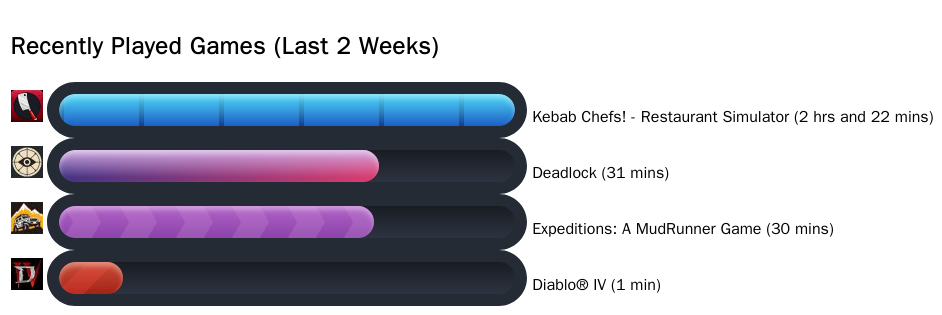 Recently Played Games (Last 2 Weeks)
Kebab Chefs! - Restaurant Simulator (2 hrs and 22 mins)
Deadlock (31 mins)
Expeditions: A MudRunner Game (30 mins)
Diablo® IV (1 min)